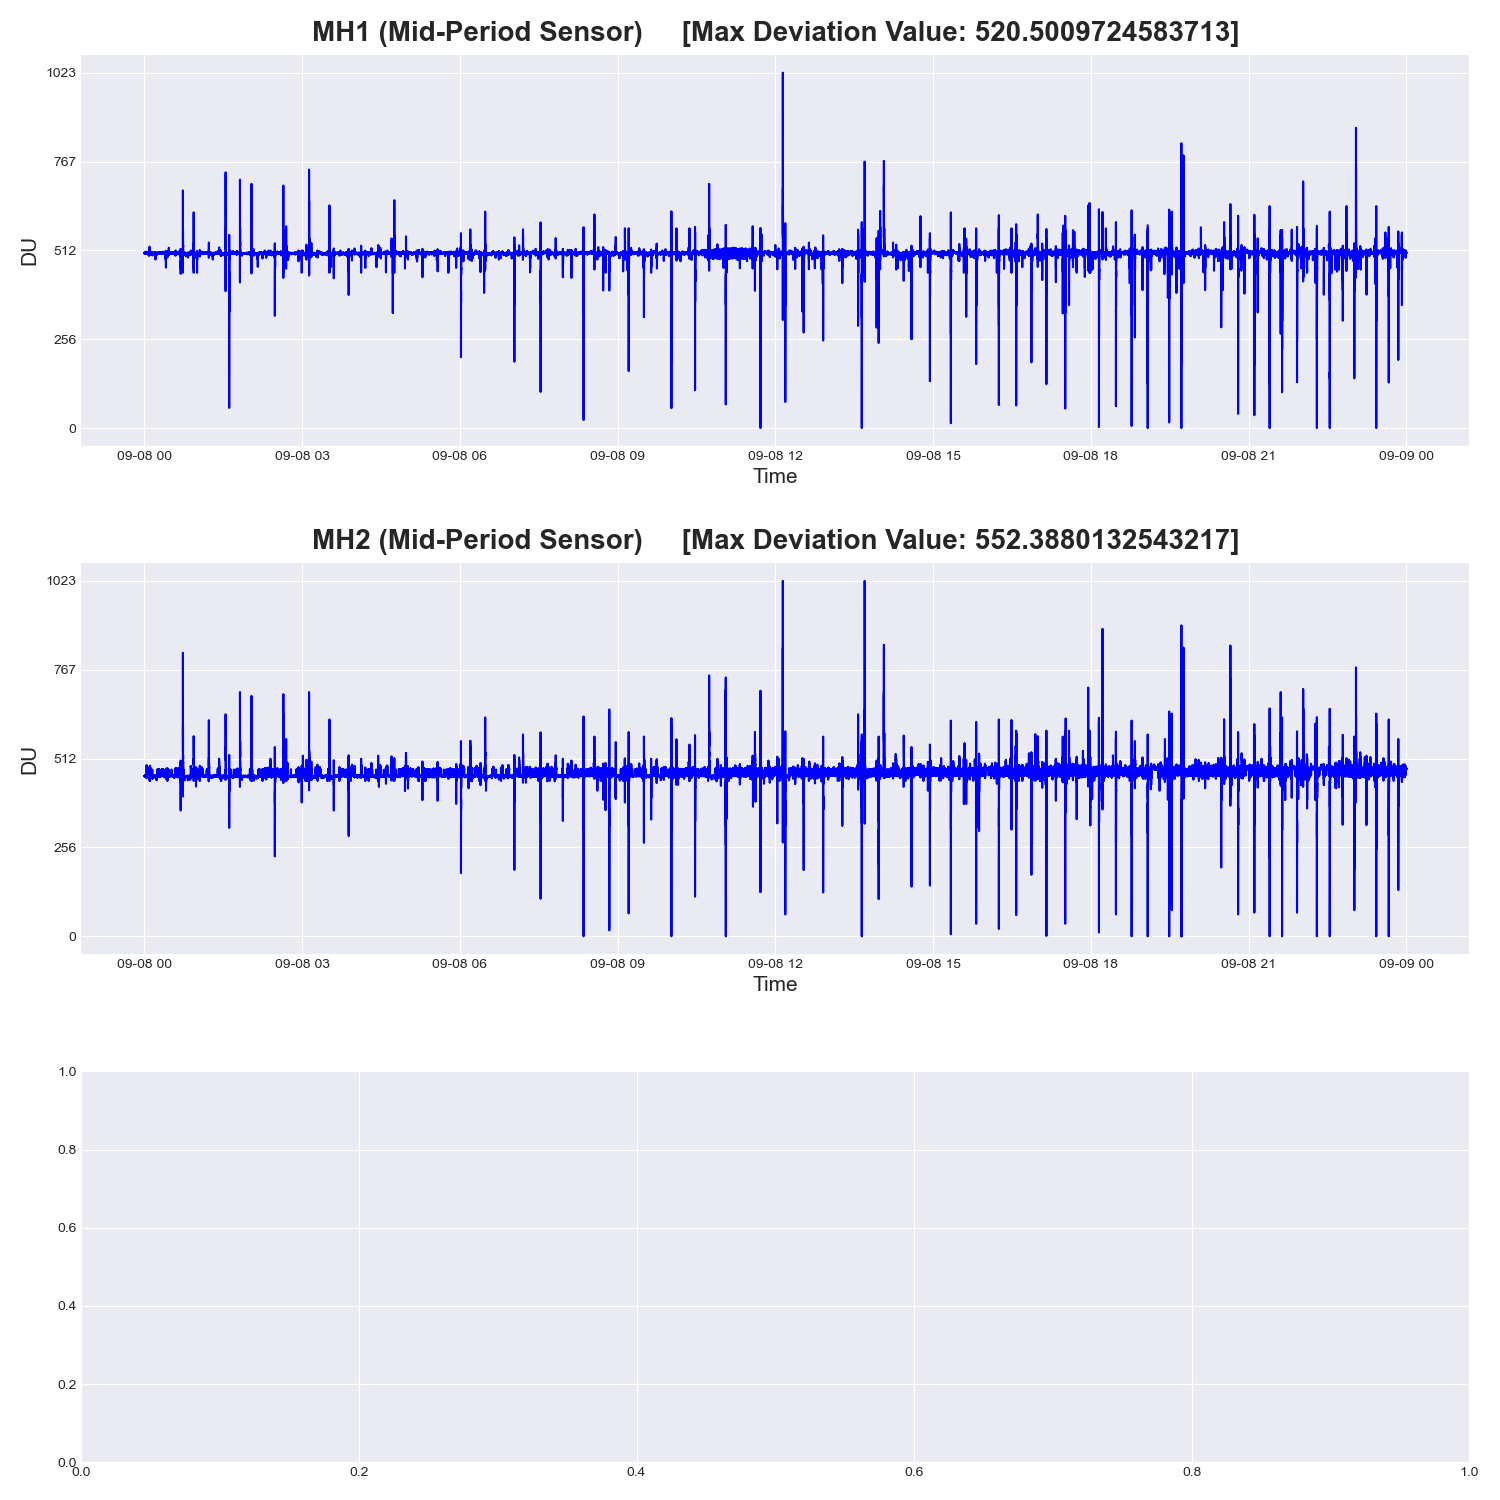 MH1 (Mid-Period Sensor) [Max Deviation Value: 520.5009724583713]
1023
767
512
256
0
DU
09-08 00 09-08 03 09-08 06 09-08 09 09-08 12 09-08 15 09-08 18 09-08 21 09-09 00
Time
MH2 (Mid-Period Sensor) [Max Deviation Value: 552.3880132543217]
1023
767
512
256
0
DU
09-08 00 09-08 03 09-08 06 09-08 09 09-08 12 09-08 15 09-08 18 09-08 21 09-09 00
Time
1.0
0.8
0.6
0.4
0.2
0.0
0.0 0.2 0.4 0.6 0.8 1.0